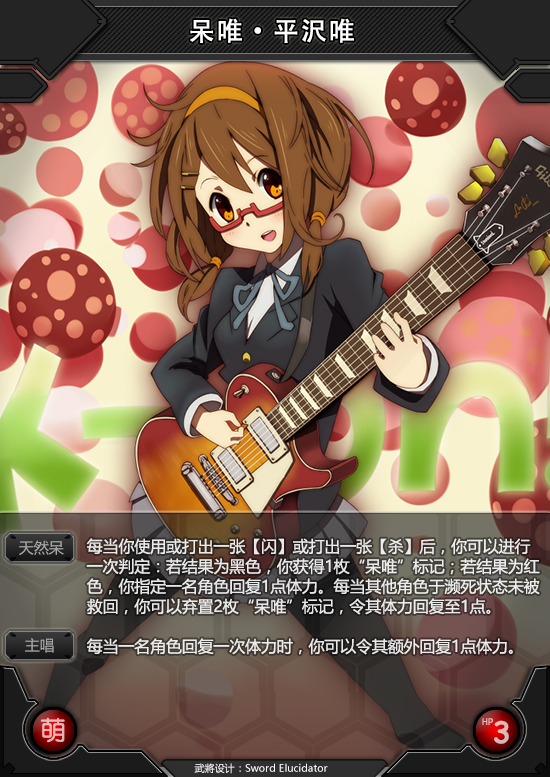 呆唯·平沢唯
K-on!
天然呆
每当你使用或打出一张【闪】或打出一张【杀】后，你可以进行
一次判定：若结果为黑色，你获得1枚“呆唯”标记；若结果为红
色，你指定一名角色回复1点体力。每当其他角色于濒死状态未被
救回，你可以弃置2枚“呆唯”标记，令其体力回复至1点。
主唱
每当一名角色回复一次体力时，你可以令其额外回复1点体力。
萌
HP
3
武將设计：Sword Elucidator